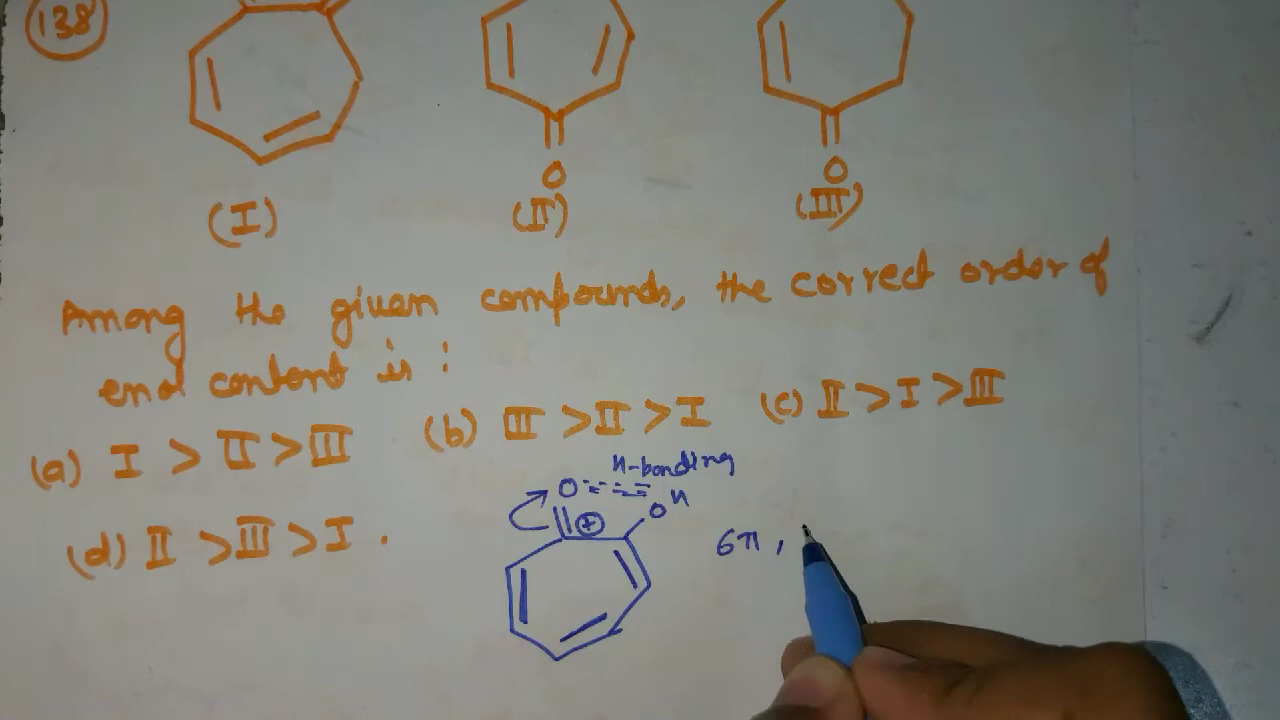 138
O
O
(I)
(II)
(III)
Among the given compounds, the correct order of
enol content is :
(a) I > II > III
(b) III > II > I
(c) II > I > III
(d) II > III > I .
H-bonding
O
O H
⊕
6π ,